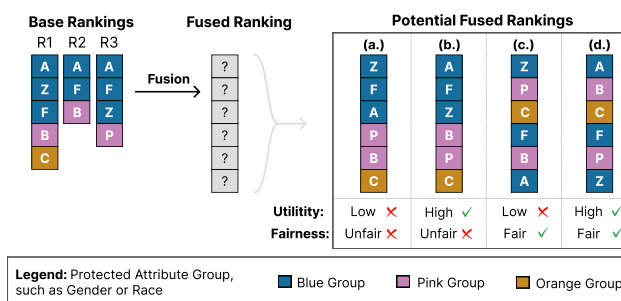 Base Rankings
Fused Ranking
Potential Fused Rankings
R1 R2 R3
(a.) (b.) (c.) (d.)
A A A ? Z A Z A
Z F F ? F F P B
F B Z ? A Z C C
B P ? P B F F
C ? B P B P
? C C A Z
Fusion
Utilitity: Low ✗ High ✓ Low ✗ High ✓
Fairness: Unfair ✗ Unfair ✗ Fair ✓ Fair ✓
Legend: Protected Attribute Group,
such as Gender or Race
Blue Group Pink Group Orange Group